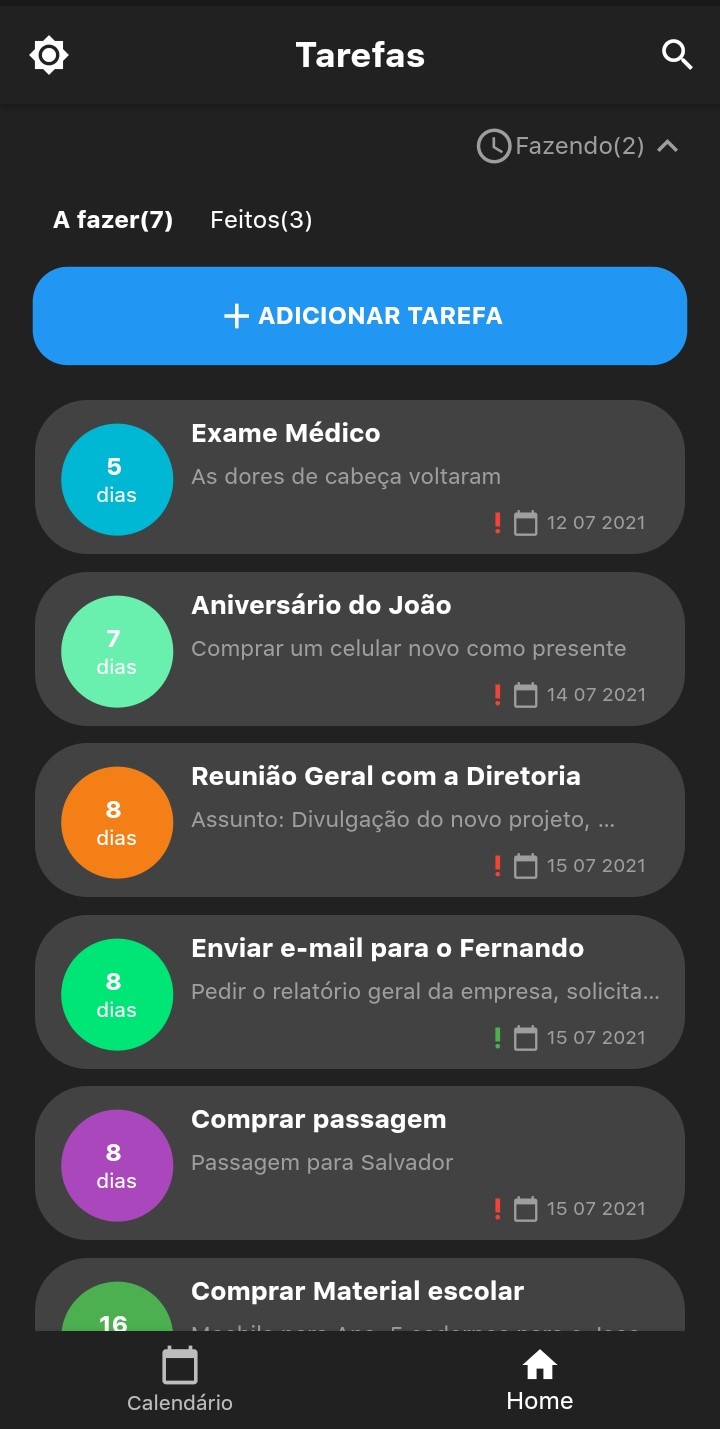 Tarefas
Fazendo(2)
A fazer(7) Feitos(3)
+ ADICIONAR TAREFA
5 dias
Exame Médico
As dores de cabeça voltaram
! 12 07 2021
7 dias
Aniversário do João
Comprar um celular novo como presente
! 14 07 2021
8 dias
Reunião Geral com a Diretoria
Assunto: Divulgação do novo projeto, ...
! 15 07 2021
8 dias
Enviar e-mail para o Fernando
Pedir o relatório geral da empresa, solicita...
! 15 07 2021
8 dias
Comprar passagem
Passagem para Salvador
! 15 07 2021
16
Comprar Material escolar
Calendário
Home